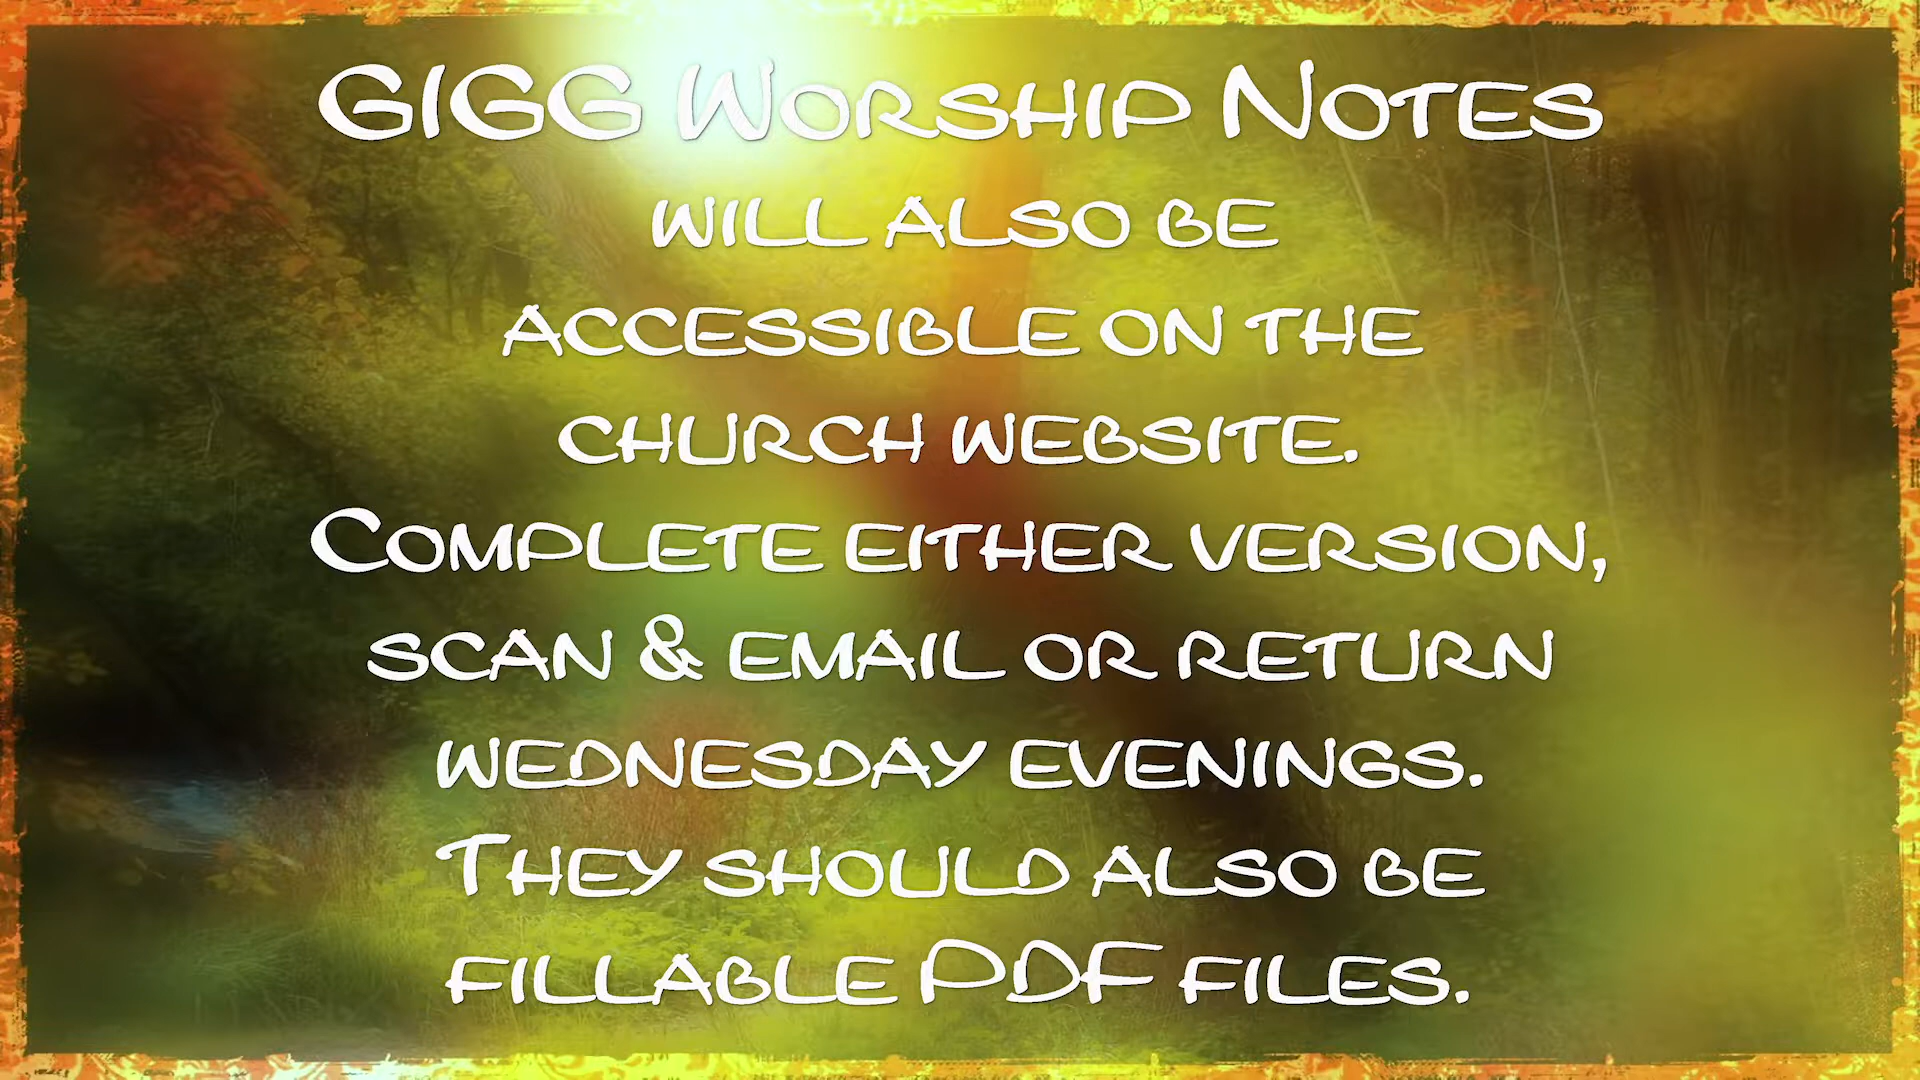 GIGG Worship Notes
will also be
accessible on the
church website.
Complete either version,
scan & email or return
Wednesday evenings.
They should also be
fillable PDF files.